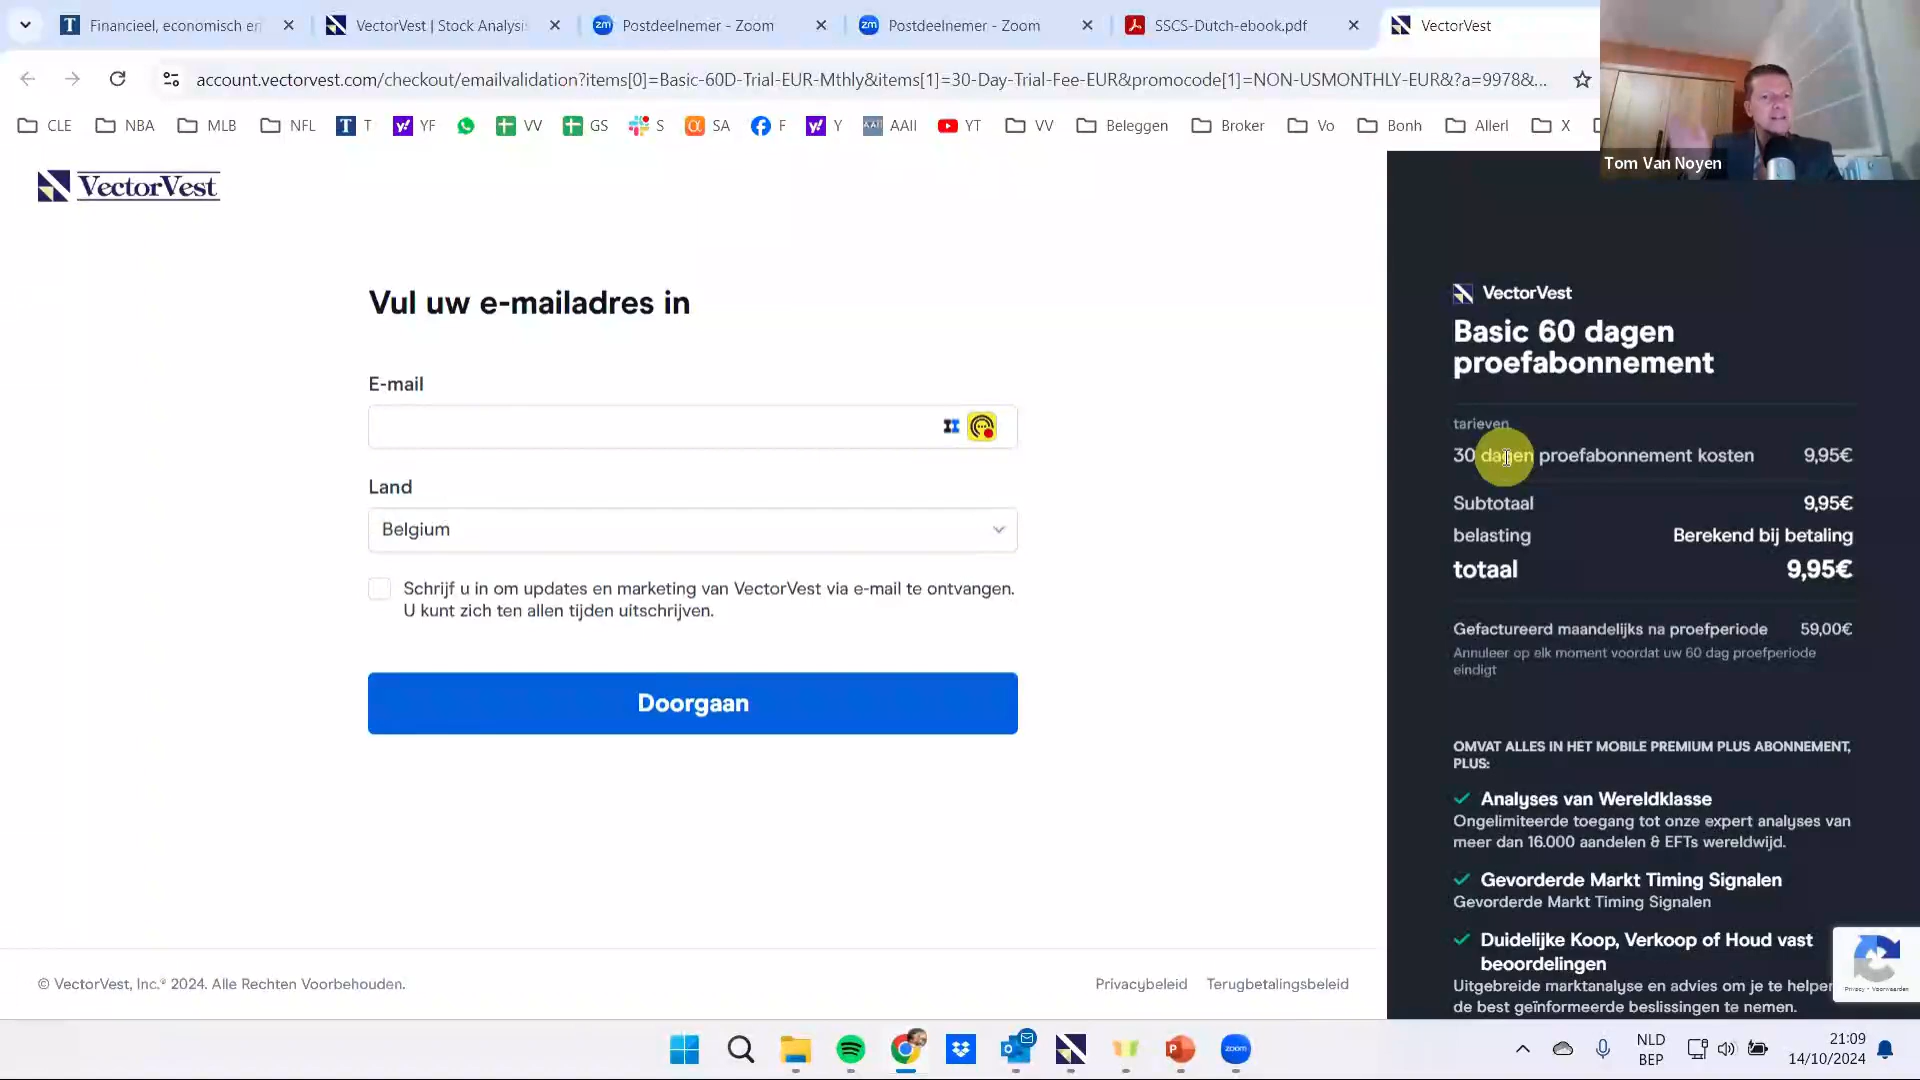 Financieel, economisch en
VectorVest | Stock Analysis
Postdeelnemer - Zoom
Postdeelnemer - Zoom
SSCS-Dutch-ebook.pdf
VectorVest
account.vectorvest.com/checkout/emailvalidation?items[0]=Basic-60D-Trial-EUR-Mthly&items[1]=30-Day-Trial-Fee-EUR&promocode[1]=NON-USMONTHLY-EUR&?a=9978&...
CLE NBA MLB NFL T YF VV GS S SA F Y AAII YT VV Beleggen Broker Vo Bonh Allerl X
Tom Van Noyen
VectorVest
Vul uw e-mailadres in
E-mail
Land
Belgium
Schrijf u in om updates en marketing van VectorVest via e-mail te ontvangen.
U kunt zich ten allen tijden uitschrijven.
Doorgaan
© VectorVest, Inc.® 2024. Alle Rechten Voorbehouden.
Privacybeleid Terugbetalingsbeleid
VectorVest
Basic 60 dagen
proefabonnement
tarieven
30 dagen proefabonnement kosten 9,95€
Subtotaal 9,95€
belasting Berekend bij betaling
totaal 9,95€
Gefactureerd maandelijks na proefperiode 59,00€
Annuleer op elk moment voordat uw 60 dag proefperiode
eindigt
OMVAT ALLES IN HET MOBILE PREMIUM PLUS ABONNEMENT,
PLUS:
Analyses van Wereldklasse
Ongelimiteerde toegang tot onze expert analyses van
meer dan 16.000 aandelen & EFTs wereldwijd.
Gevorderde Markt Timing Signalen
Gevorderde Markt Timing Signalen
Duidelijke Koop, Verkoop of Houd vast
beoordelingen
Uitgebreide marktanalyse en advies om je te helpen
de best geïnformeerde beslissingen te nemen.
Privacy - Voorwaarden
NLD
BEP
21:09
14/10/2024